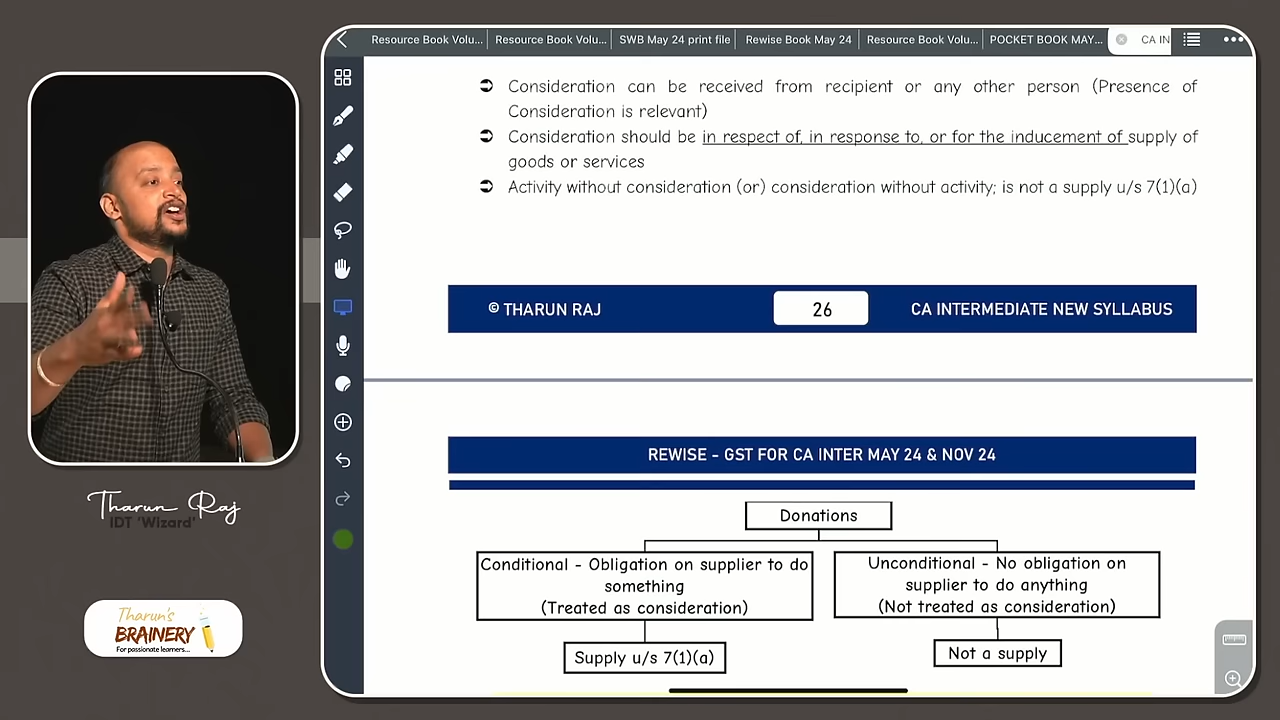 Resource Book Volu...
Resource Book Volu...
SWB May 24 print file
Rewise Book May 24
Resource Book Volu...
POCKET BOOK MAY...
CA IN
➲ Consideration can be received from recipient or any other person (Presence of
Consideration is relevant)
➲ Consideration should be in respect of, in response to, or for the inducement of supply of
goods or services
➲ Activity without consideration (or) consideration without activity; is not a supply u/s 7(1)(a)
© THARUN RAJ
26
CA INTERMEDIATE NEW SYLLABUS
REWISE - GST FOR CA INTER MAY 24 & NOV 24
Donations
Conditional - Obligation on supplier to do
something
(Treated as consideration)
Unconditional - No obligation on
supplier to do anything
(Not treated as consideration)
Supply u/s 7(1)(a)
Not a supply
Tharun Raj
IDT 'Wizard'
Tharun's
BRAINERY
For passionate learners...